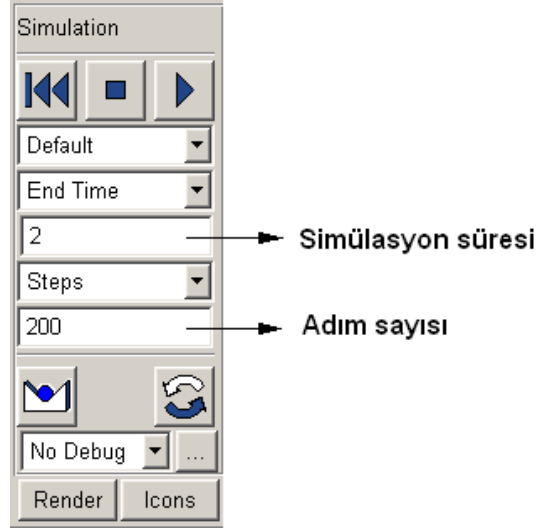 Simulation
Default
End Time
2
Simülasyon süresi
Steps
200
Adım sayısı
No Debug
...
Render
Icons